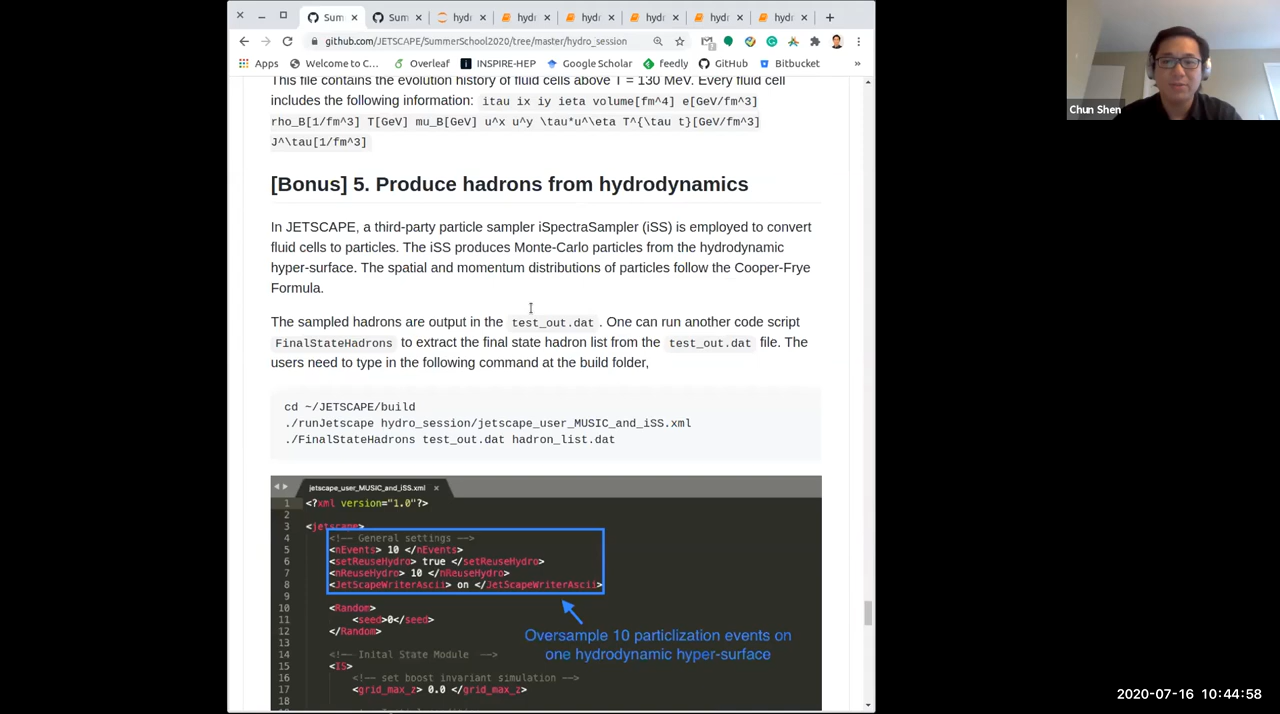 Sum
Sum
hydr
hydr
hydr
hydr
hydr
hydr
github.com/JETSCAPE/SummerSchool2020/tree/master/hydro_session
Apps
Welcome to C...
Overleaf
INSPIRE-HEP
Google Scholar
feedly
GitHub
Bitbucket
»
This file contains the evolution history of fluid cells above T = 130 MeV. Every fluid cell
includes the following information: itau ix iy ieta volume[fm^4] e[GeV/fm^3]
rho_B[1/fm^3] T[GeV] mu_B[GeV] u^x u^y \tau*u^\eta T^{\tau t}[GeV/fm^3]
J^\tau[1/fm^3]
[Bonus] 5. Produce hadrons from hydrodynamics
In JETSCAPE, a third-party particle sampler iSpectraSampler (iSS) is employed to convert
fluid cells to particles. The iSS produces Monte-Carlo particles from the hydrodynamic
hyper-surface. The spatial and momentum distributions of particles follow the Cooper-Frye
Formula.
The sampled hadrons are output in the test_out.dat . One can run another code script
FinalStateHadrons to extract the final state hadron list from the test_out.dat file. The
users need to type in the following command at the build folder,
cd ~/JETSCAPE/build
./runJetscape hydro_session/jetscape_user_MUSIC_and_iSS.xml
./FinalStateHadrons test_out.dat hadron_list.dat
jetscape_user_MUSIC_and_iSS.xml
1 <?xml version="1.0"?>
2
3 <jetscape>
4 <!-- General settings -->
5 <nEvents> 10 </nEvents>
6 <setReuseHydro> true </setReuseHydro>
7 <nReuseHydro> 10 </nReuseHydro>
8 <JetScapeWriterAscii> on </JetScapeWriterAscii>
9
10 <Random>
11 <seed>0</seed>
12 </Random>
13
14 <!-- Inital State Module -->
15 <IS>
16 <!-- set boost invariant simulation -->
17 <grid_max_z> 0.0 </grid_max_z>
18
Oversample 10 particlization events on
one hydrodynamic hyper-surface
Chun Shen
2020-07-16 10:44:58